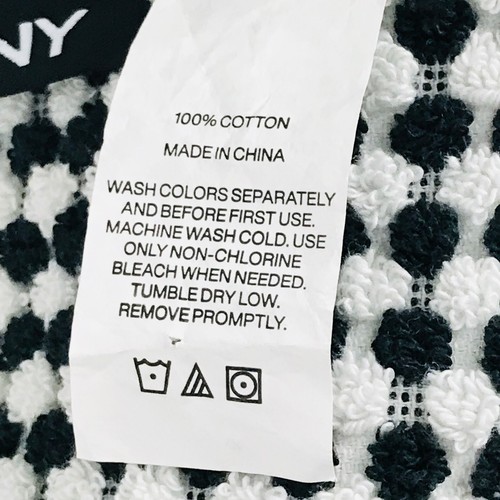 NY
100% COTTON
MADE IN CHINA
WASH COLORS SEPARATELY
AND BEFORE FIRST USE.
MACHINE WASH COLD. USE
ONLY NON-CHLORINE
BLEACH WHEN NEEDED.
TUMBLE DRY LOW.
REMOVE PROMPTLY.